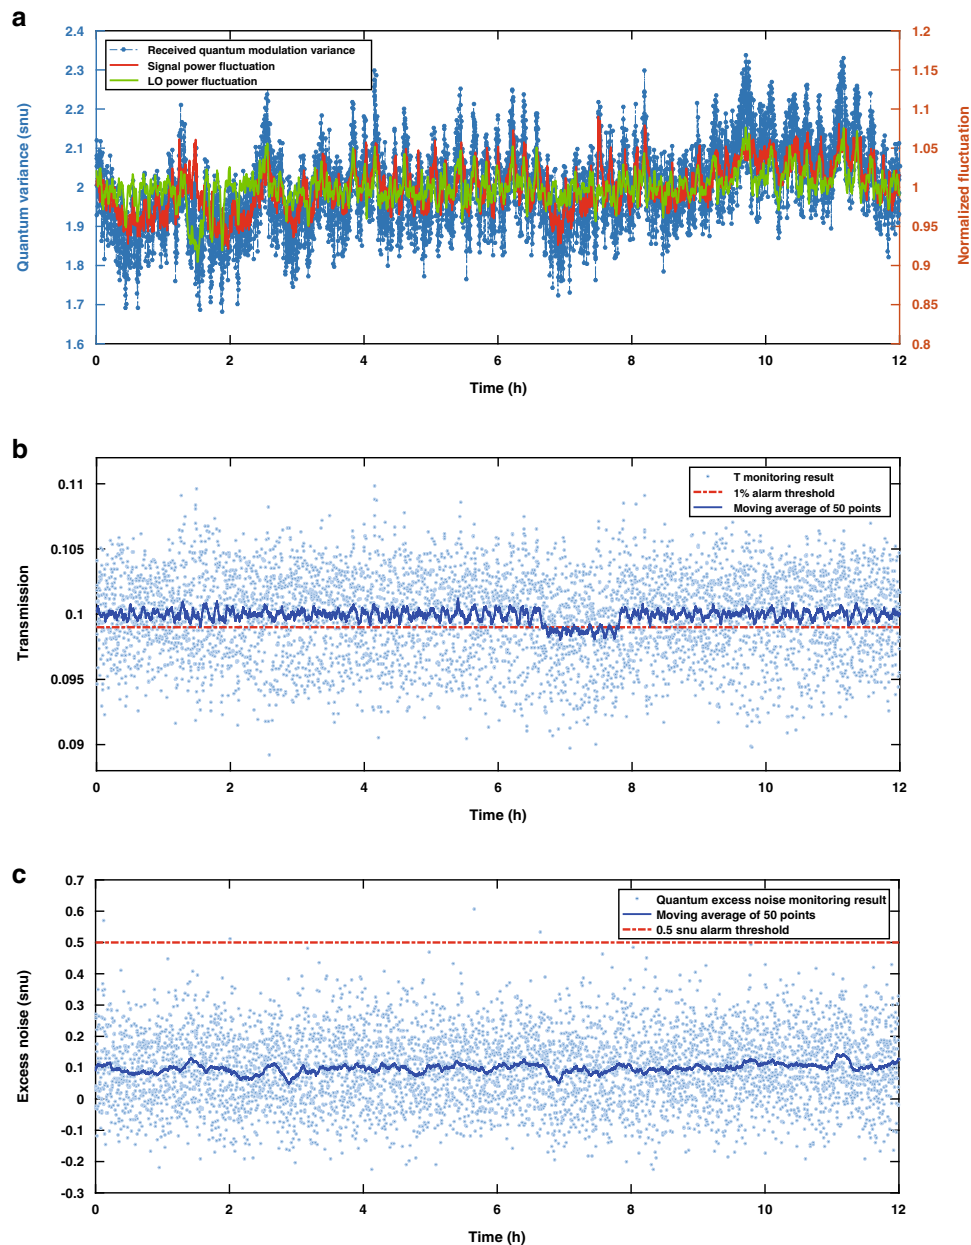 a
2.4
2.3
2.2
2.1
2
1.9
1.8
1.7
1.6
Quantum variance (snu)
Received quantum modulation variance
Signal power fluctuation
LO power fluctuation
1.2
1.15
1.1
1.05
1
0.95
0.9
0.85
0.8
Normalized fluctuation
0 2 4 6 8 10 12
Time (h)
b
0.11
0.105
0.1
0.095
0.09
Transmission
T monitoring result
1% alarm threshold
Moving average of 50 points
0 2 4 6 8 10 12
Time (h)
c
0.7
0.6
0.5
0.4
0.3
0.2
0.1
0
-0.1
-0.2
-0.3
Excess noise (snu)
Quantum excess noise monitoring result
Moving average of 50 points
0.5 snu alarm threshold
0 2 4 6 8 10 12
Time (h)